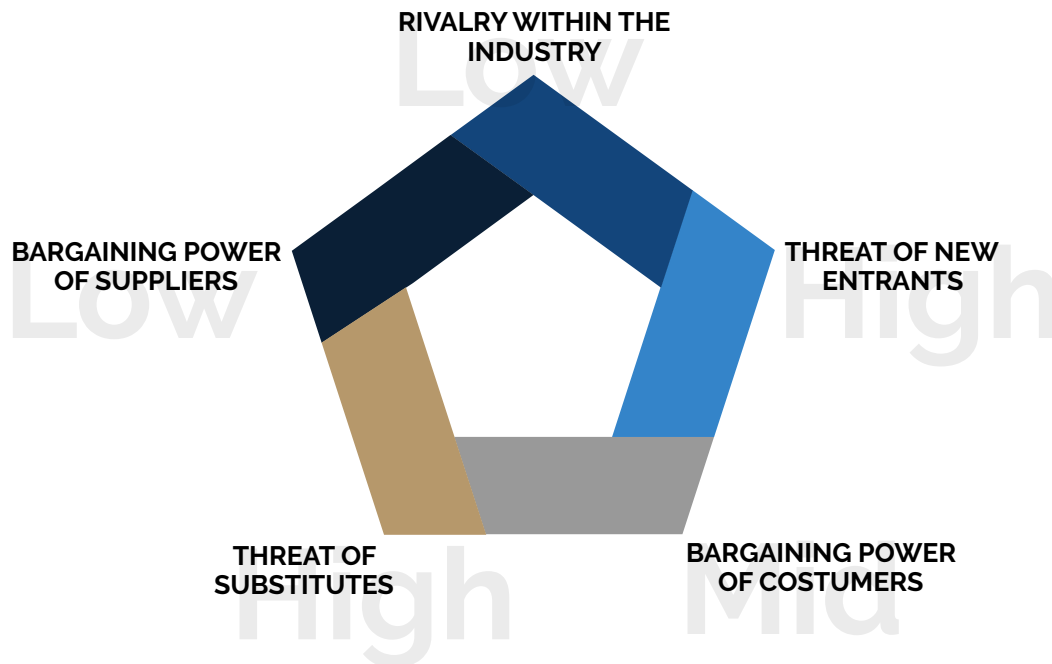 RIVALRY WITHIN THE
INDUSTRY
Low
BARGAINING POWER
OF SUPPLIERS
Low
THREAT OF NEW
ENTRANTS
High
THREAT OF
SUBSTITUTES
High
BARGAINING POWER
OF COSTUMERS
Mid